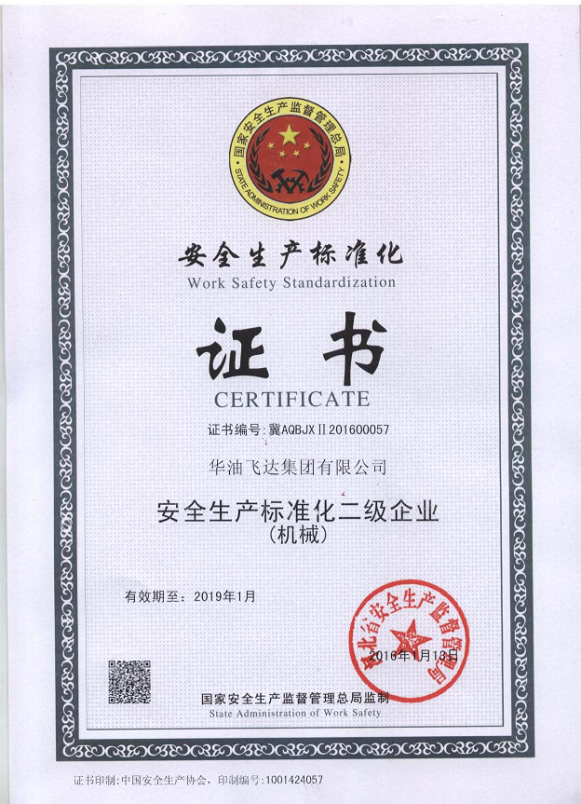 国家安全生产监督管理总局
STATE ADMINISTRATION OF WORK SAFETY
安全生产标准化
Work Safety Standardization
证书
CERTIFICATE
证书编号:冀AQBJXⅡ201600057
华油飞达集团有限公司
安全生产标准化二级企业
(机械)
有效期至：2019年1月
河北省安全生产监督管理局
2016年1月13日
国家安全生产监督管理总局监制
State Administration of Work Safety
证书印制:中国安全生产协会，印制编号:1001424057